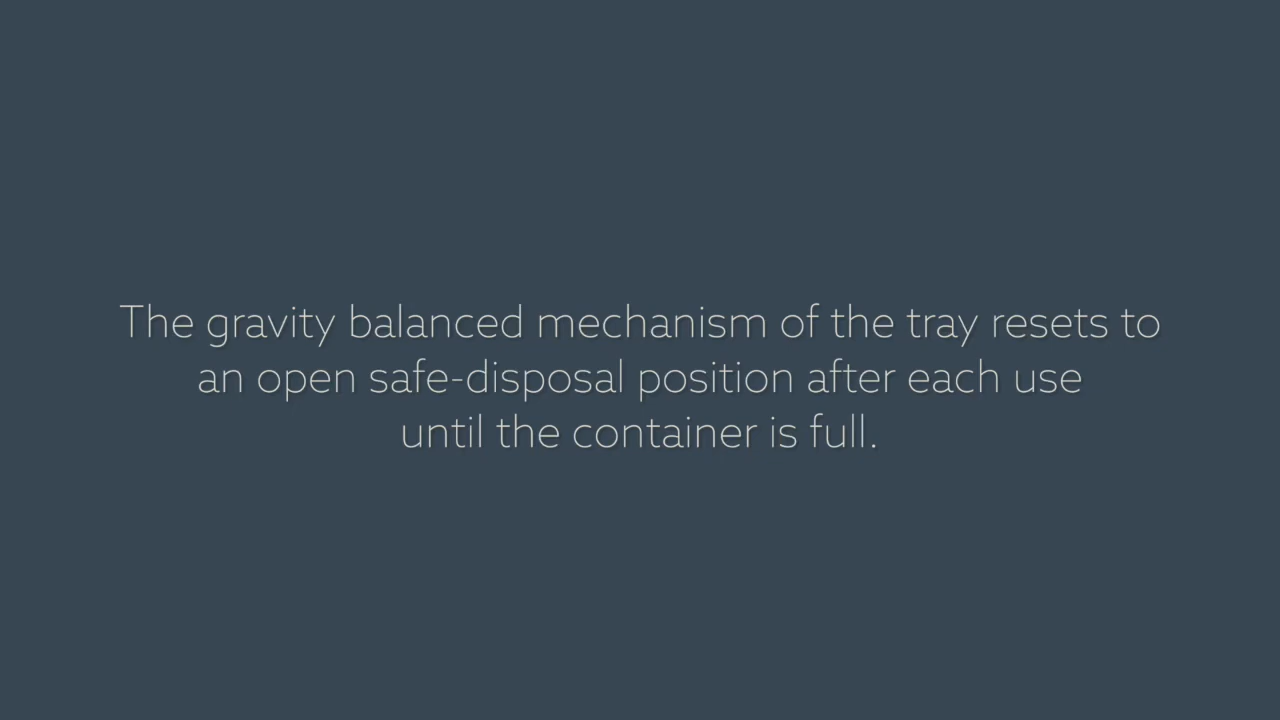 The gravity balanced mechanism of the tray resets to
an open safe-disposal position after each use
until the container is full.